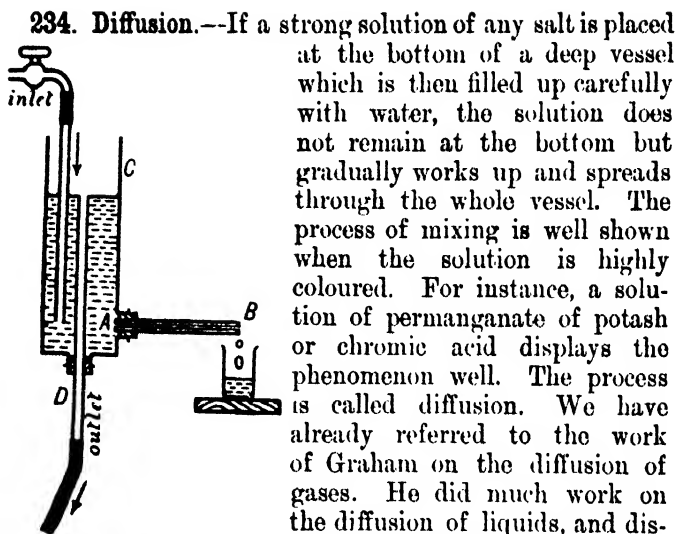 234. Diffusion.—If a strong solution of any salt is placed
at the bottom of a deep vessel
which is then filled up carefully
with water, the solution does
not remain at the bottom but
gradually works up and spreads
through the whole vessel. The
process of mixing is well shown
when the solution is highly
coloured. For instance, a solu-
tion of permanganate of potash
or chromic acid displays the
phenomenon well. The process
is called diffusion. We have
already referred to the work
of Graham on the diffusion of
gases. He did much work on
the diffusion of liquids, and dis-
inlet
C
A
B
D
outlet